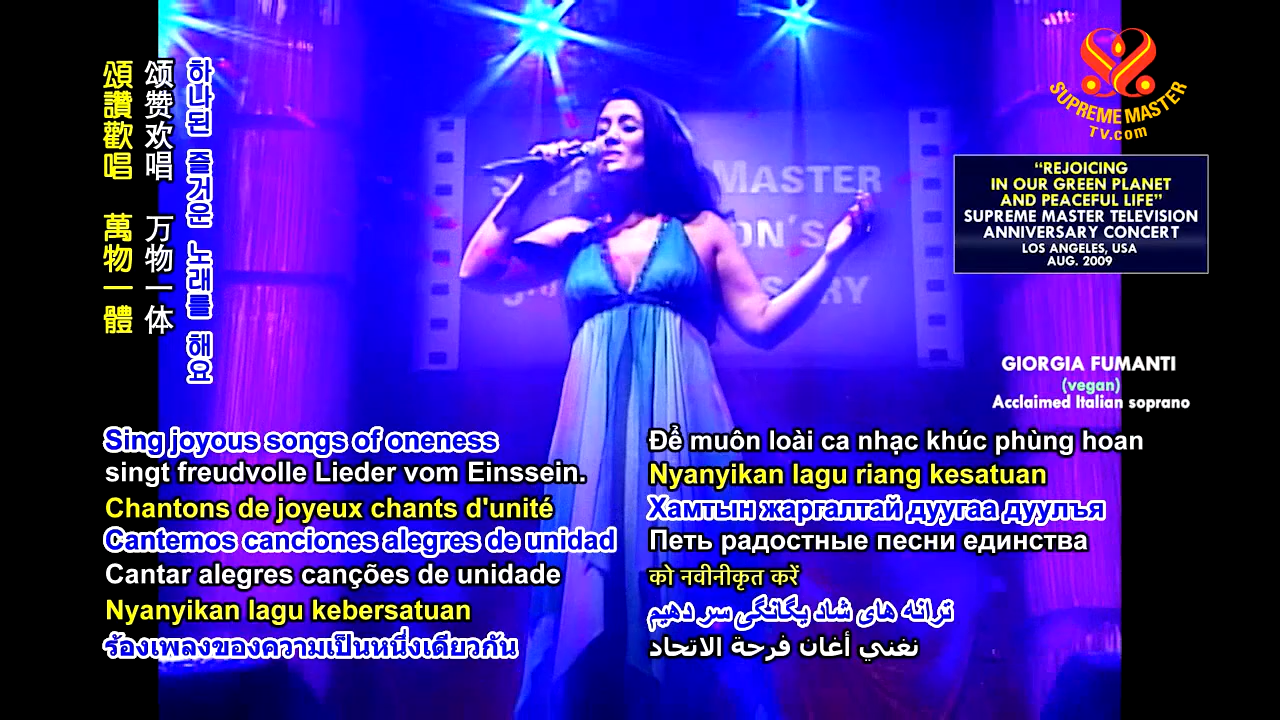 頌讚歡唱 萬物一體
颂赞欢唱 万物一体
하나된 즐거운 노래를 해요
SUPREME MASTER
TV.com
"REJOICING
IN OUR GREEN PLANET
AND PEACEFUL LIFE"
SUPREME MASTER TELEVISION
ANNIVERSARY CONCERT
LOS ANGELES, USA
AUG. 2009
MASTER
ON'S
GIORGIA FUMANTI
(vegan)
Acclaimed Italian soprano
Sing joyous songs of oneness
singt freudvolle Lieder vom Einssein.
Chantons de joyeux chants d'unité
Cantemos canciones alegres de unidad
Cantar alegres canções de unidade
Nyanyikan lagu kebersatuan
ร้องเพลงของความเป็นหนึ่งเดียวกัน
Để muôn loài ca nhạc khúc phùng hoan
Nyanyikan lagu riang kesatuan
Хамтын жаргалтай дуугаа дуулъя
Петь радостные песни единства
को नवीनीकृत करें
ترانه های شاد یگانگی سر دهیم
نغني أغان فرحة الاتحاد